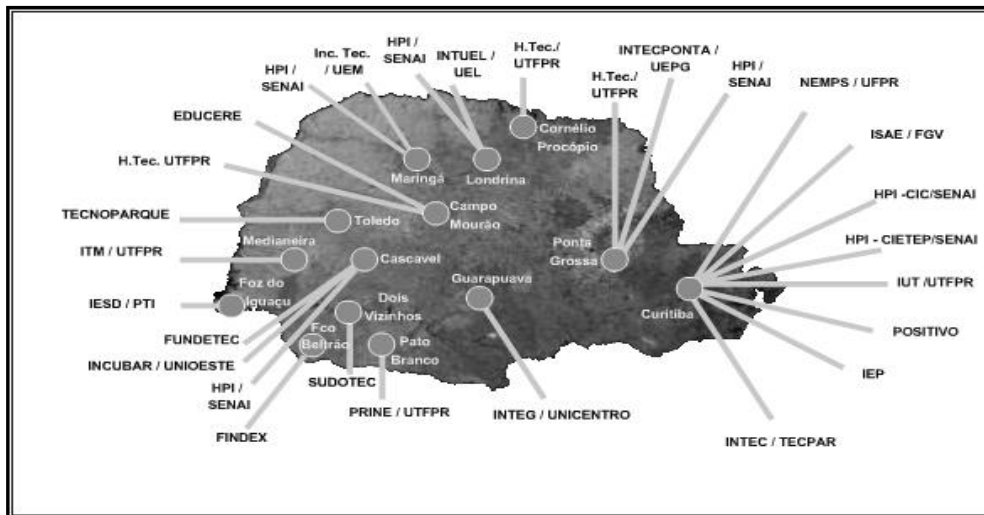 HPI /
SENAI
Inc. Tec.
/ UEM
HPI /
SENAI
INTUEL /
UEL
H.Tec./
UTFPR
H.Tec./
UTFPR
INTECPONTA /
UEPG
HPI /
SENAI
NEMPS / UFPR
EDUCERE
ISAE / FGV
H.Tec. UTFPR
HPI -CIC/SENAI
TECNOPARQUE
HPI - CIETEP/SENAI
ITM / UTFPR
IUT /UTFPR
IESD / PTI
POSITIVO
FUNDETEC
INCUBAR / UNIOESTE
IEP
HPI /
SENAI
SUDOTEC
PRINE / UTFPR
INTEG / UNICENTRO
FINDEX
INTEC / TECPAR
Cornélio
Procópio
Maringá
Londrina
Campo
Mourão
Toledo
Medianeira
Cascavel
Ponta
Grossa
Foz do
Iguaçu
Guarapuava
Dois
Vizinhos
Curitiba
Fco
Beltrão
Pato
Branco